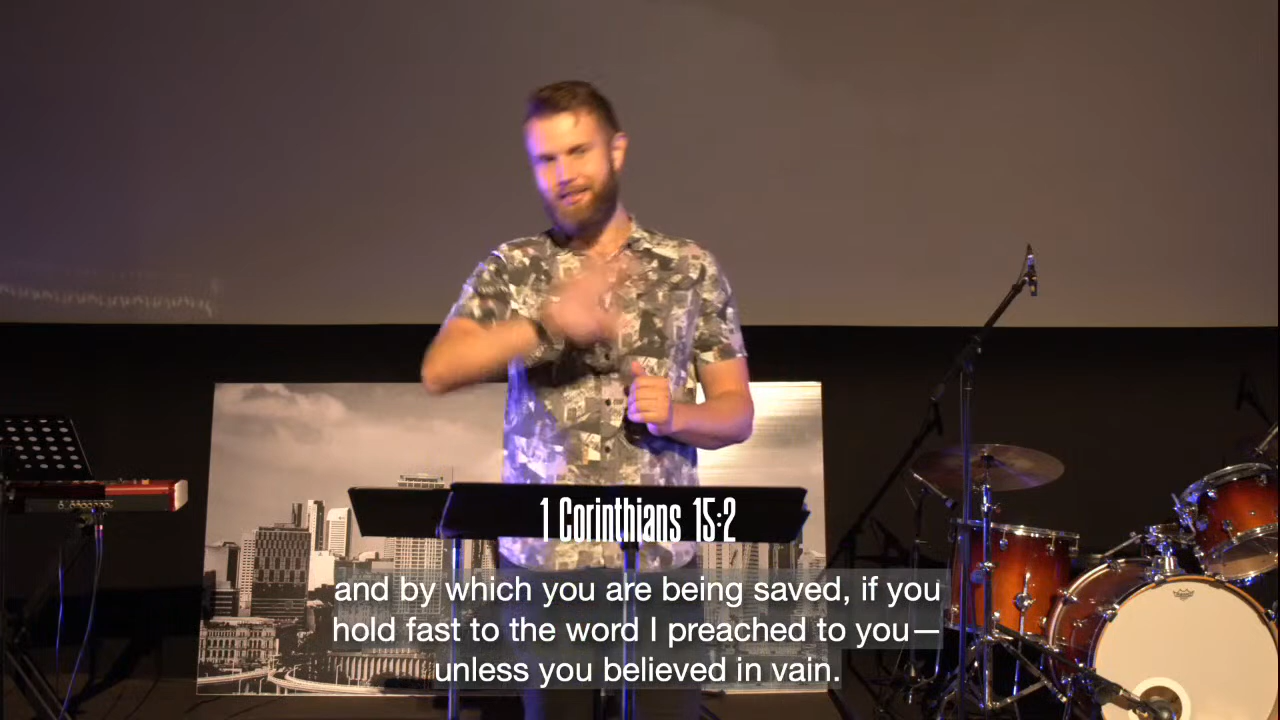 1 Corinthians 15:2
and by which you are being saved, if you
hold fast to the word I preached to you—
unless you believed in vain.